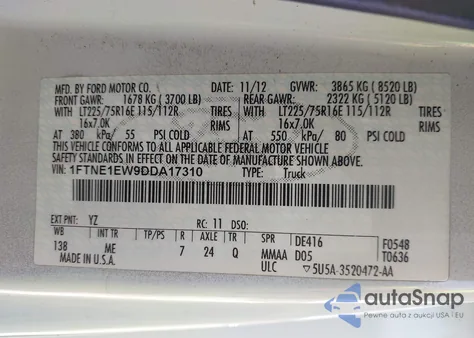 MFD. BY FORD MOTOR CO. DATE: 11/12 GVWR: 3865 KG ( 8520 LB)
FRONT GAWR: 1678 KG ( 3700 LB) REAR GAWR: 2322 KG ( 5120 LB)
WITH LT225/75R16E 115/112R TIRES WITH LT225/75R16E 115/112R TIRES
16x7.0K RIMS 16x7.0K RIMS
AT 380 kPa/ 55 PSI COLD AT 550 kPa/ 80 PSI COLD
THIS VEHICLE CONFORMS TO ALL APPLICABLE FEDERAL MOTOR VEHICLE
SAFETY STANDARDS IN EFFECT ON THE DATE OF MANUFACTURE SHOWN ABOVE.
VIN: 1FTNE1EW9DDA17310 TYPE: Truck
EXT PNT: YZ RC: 11 DSO:
WB INT TR TP/PS R AXLE TR SPR DE416 F0548
138 ME 7 24 Q MMAA D05 T0636
MADE IN U.S.A. ULC ▽5U5A-3520472-AA
autaSnap
Pewne auta z aukcji USA i EU